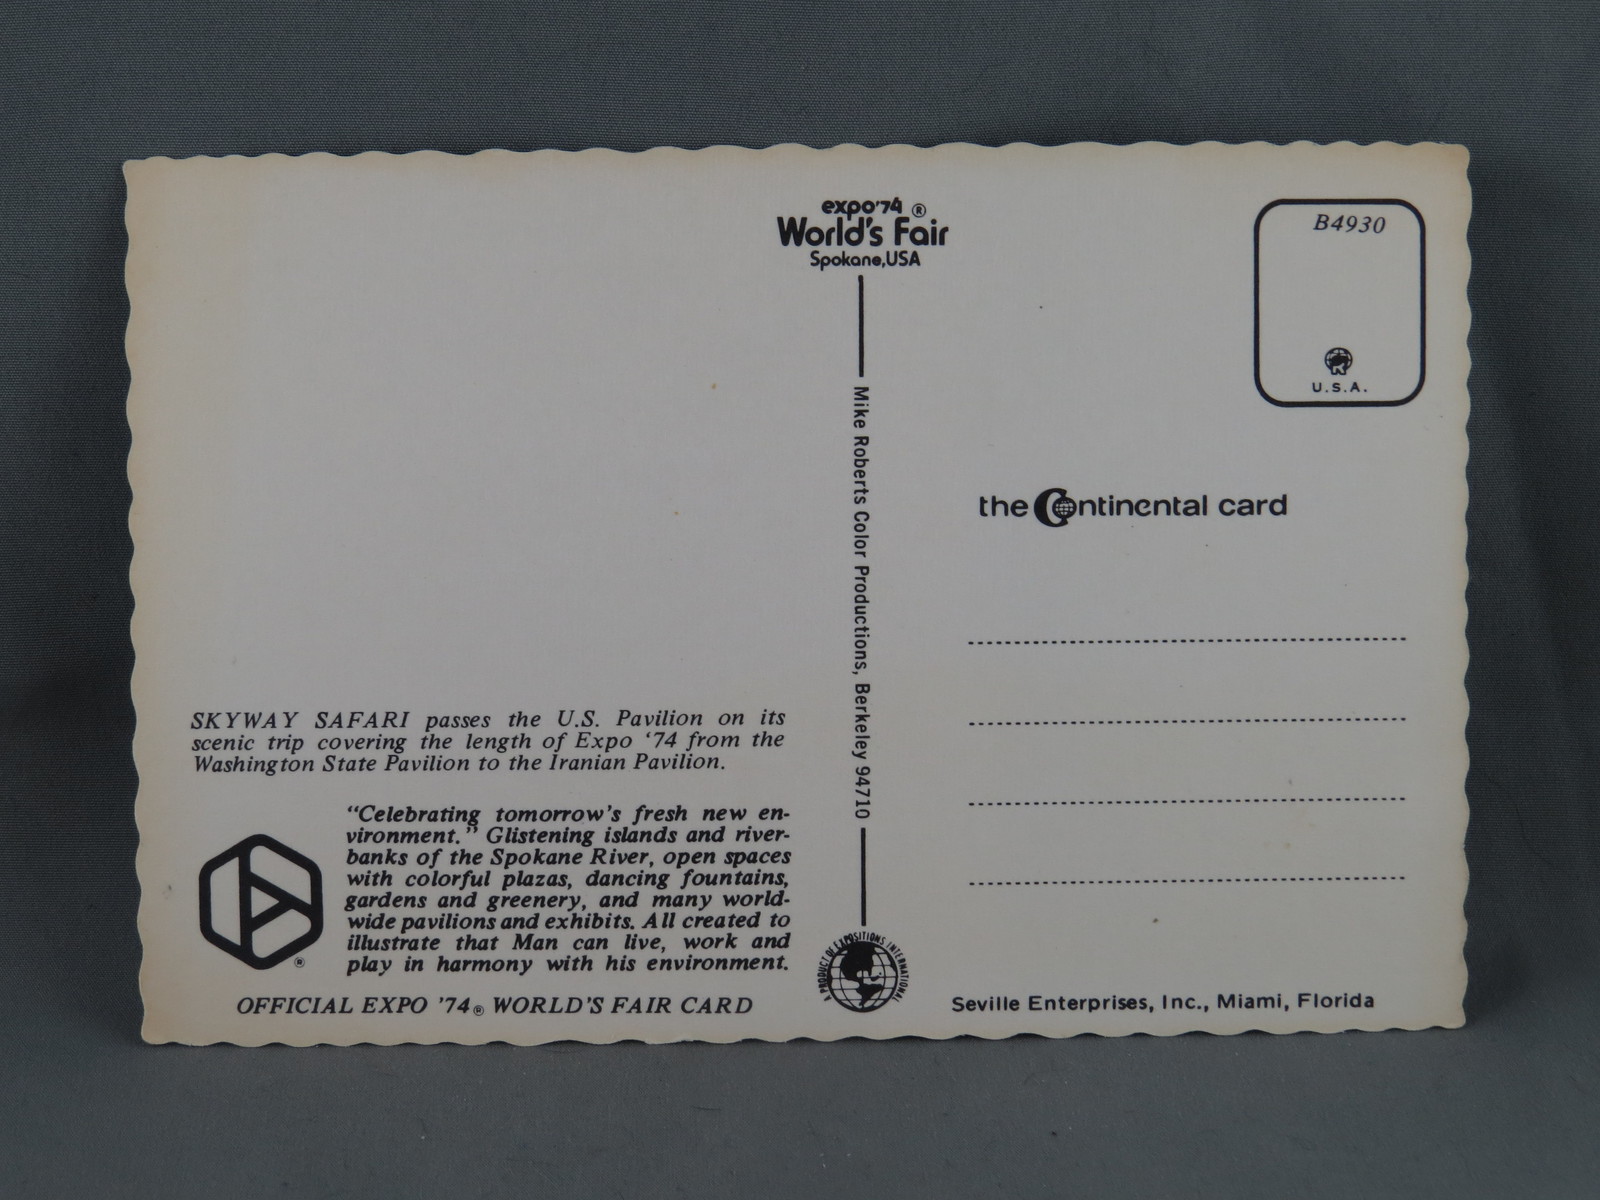 expo'74 ®
World's Fair
Spokane, USA
B4930
U.S.A.
Mike Roberts Color Productions, Berkeley 94710
the Continental card
SKYWAY SAFARI passes the U.S. Pavilion on its
scenic trip covering the length of Expo '74 from the
Washington State Pavilion to the Iranian Pavilion.
"Celebrating tomorrow's fresh new en-
vironment." Glistening islands and river-
banks of the Spokane River, open spaces
with colorful plazas, dancing fountains,
gardens and greenery, and many world-
wide pavilions and exhibits. All created to
illustrate that Man can live, work and
play in harmony with his environment.
®
OFFICIAL EXPO '74® WORLD'S FAIR CARD
A PRODUCT OF EXPOSITIONS INTERNATIONAL
Seville Enterprises, Inc., Miami, Florida